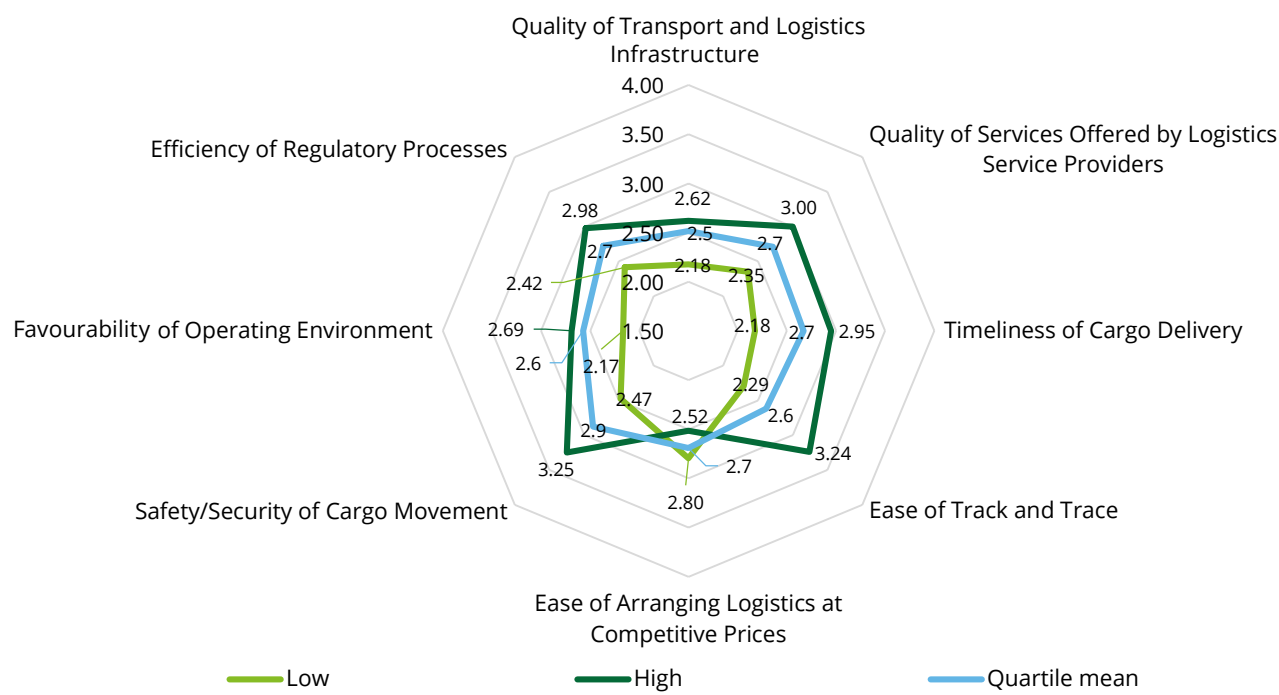 Quality of Transport and Logistics
Infrastructure
4.00
3.50
3.00
2.50
2.00
1.50
Efficiency of Regulatory Processes
Quality of Services Offered by Logistics
Service Providers
2.62
3.00
2.98
2.5
2.7
2.7
2.18
2.35
2.42
Favourability of Operating Environment
2.69
2.18
2.7
2.95
Timeliness of Cargo Delivery
2.6
2.17
2.29
2.47
2.52
2.6
2.9
3.24
3.25
2.7
2.80
Safety/Security of Cargo Movement
Ease of Track and Trace
Ease of Arranging Logistics at
Competitive Prices
Low
High
Quartile mean